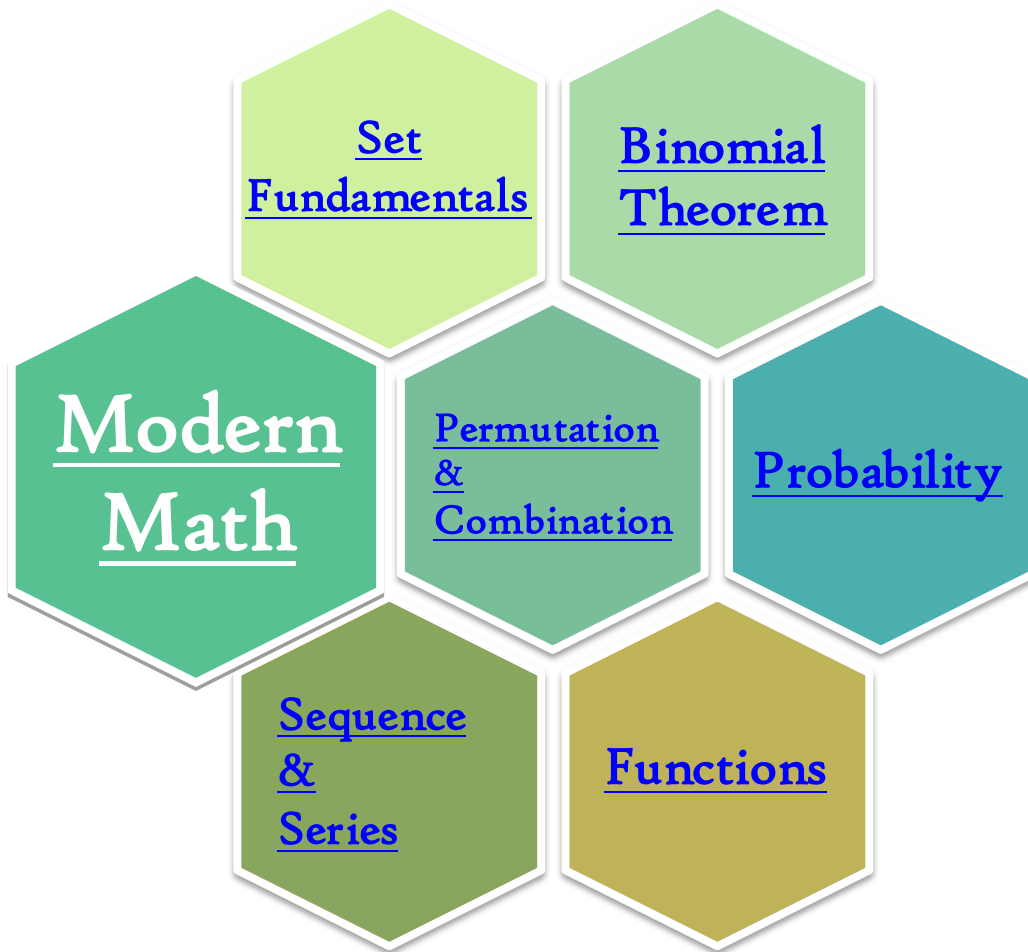 Set
Fundamentals
Binomial
Theorem
Modern
Math
Permutation
&
Combination
Probability
Sequence
&
Series
Functions